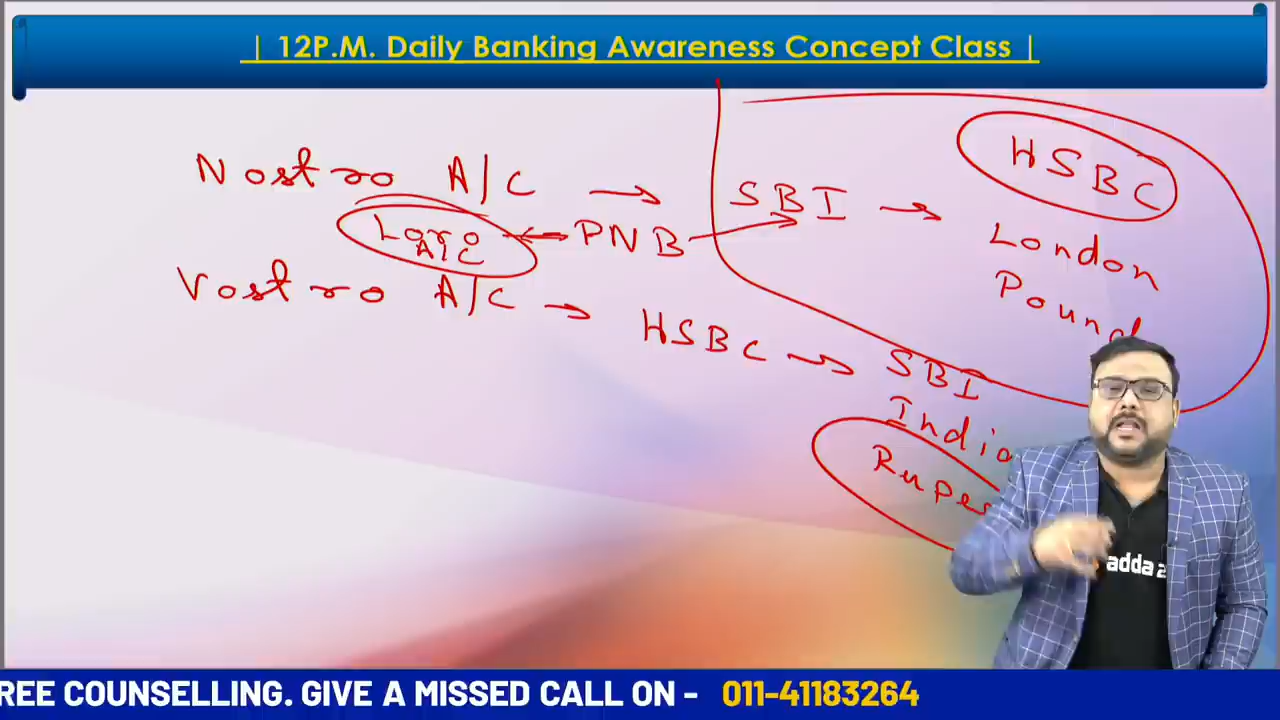 | 12P.M. Daily Banking Awareness Concept Class |
Nostro A/C → SBI → HSBC
London
Pound
Loro A/C ← PNB
Vostro A/C → HSBC → SBI
India
Rupee
adda 2
REE COUNSELLING. GIVE A MISSED CALL ON - 011-41183264